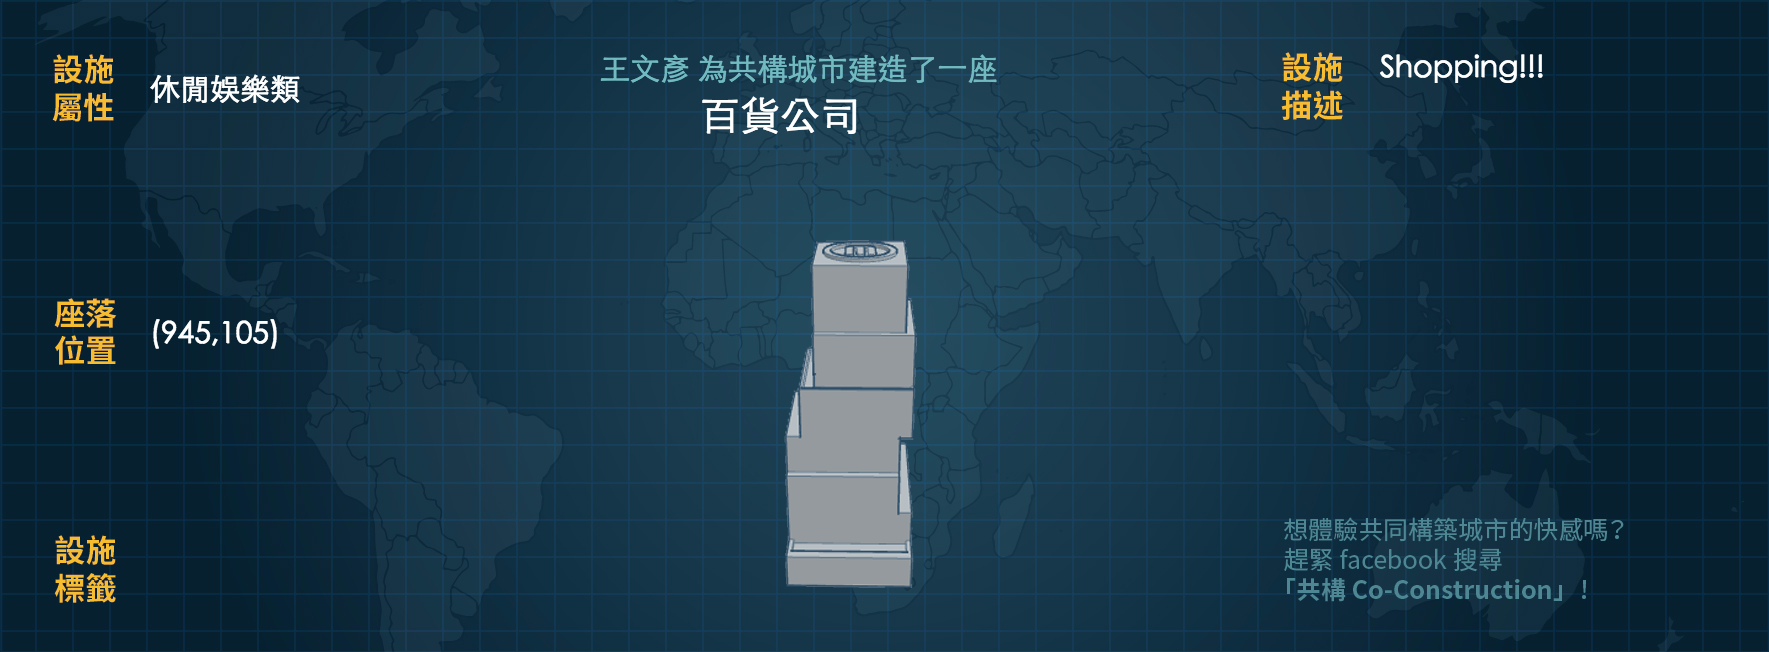 設施
屬性
休閒娛樂類
王文彥 為共構城市建造了一座
百貨公司
設施
描述
Shopping!!!
座落
位置
(945,105)
設施
標籤
想體驗共同構築城市的快感嗎？
趕緊 facebook 搜尋
「共構 Co-Construction」！